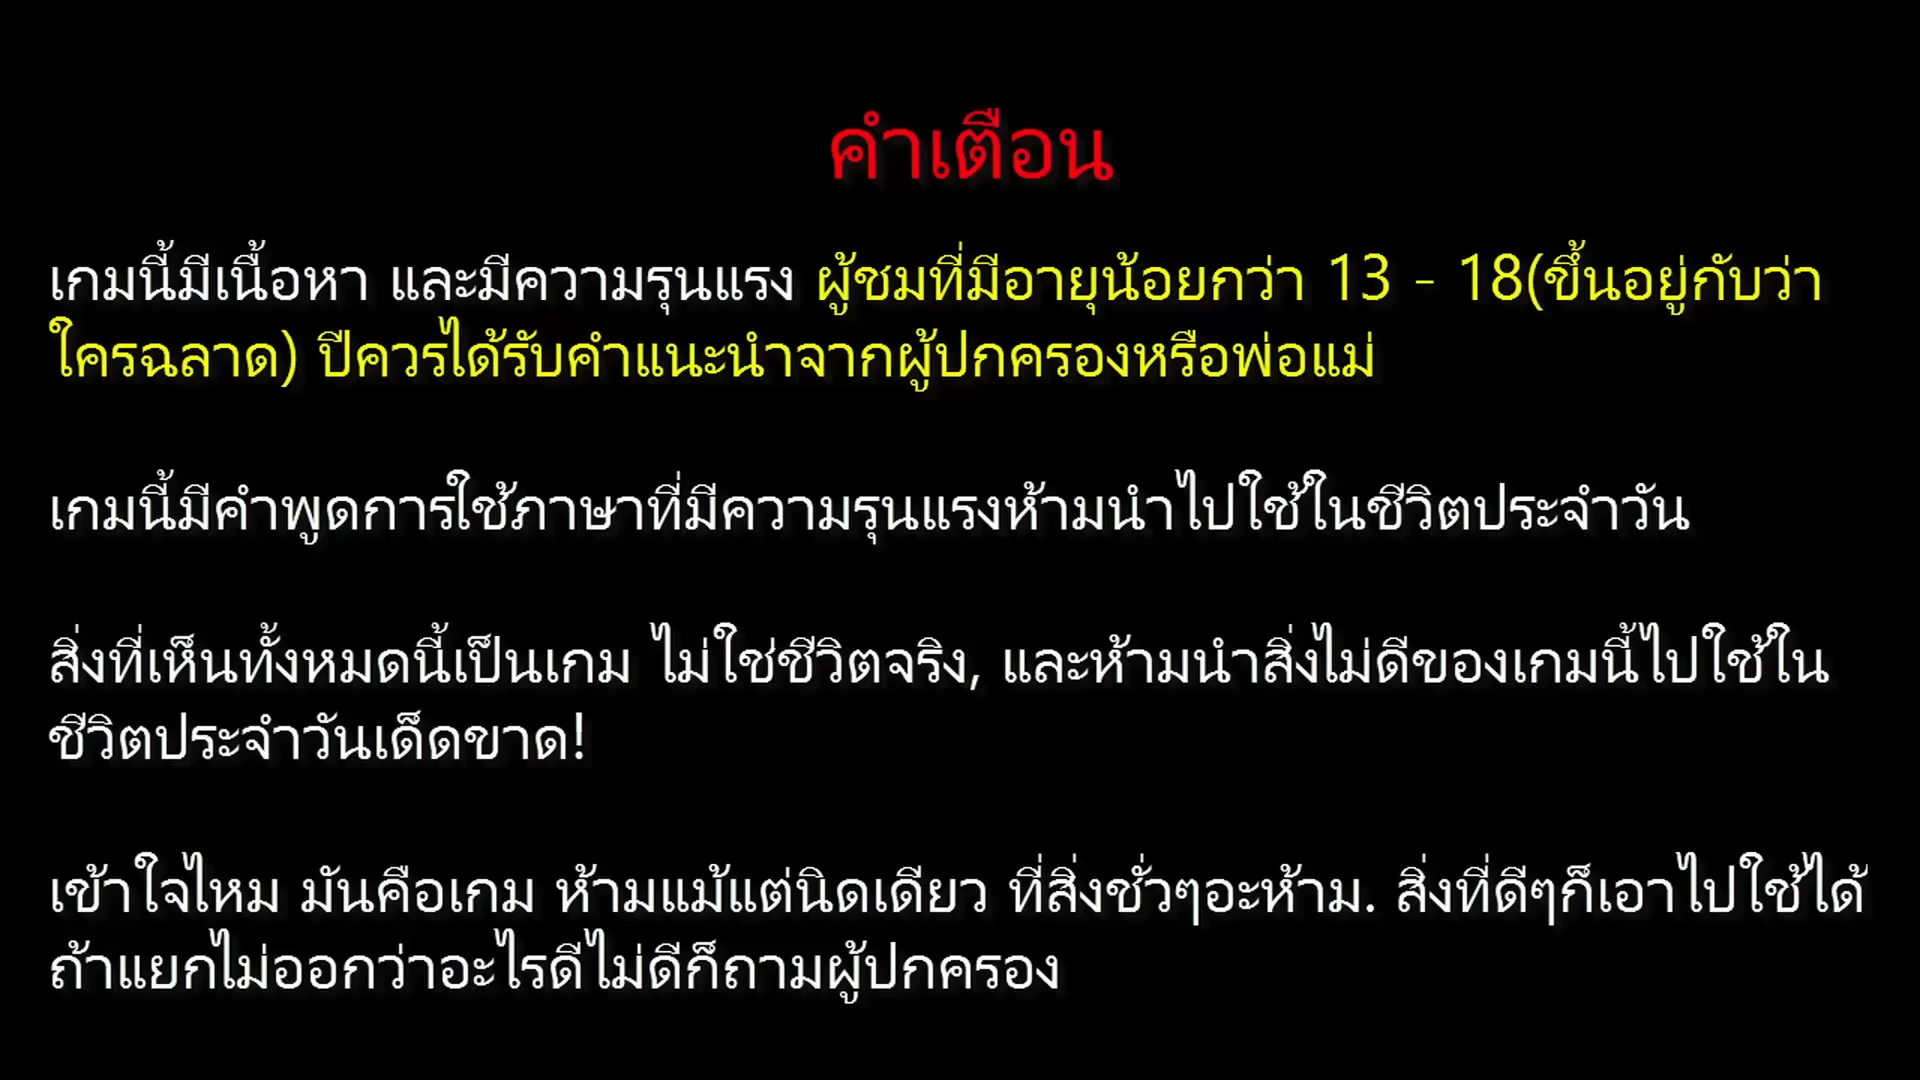 คำเตือน
เกมนี้มีเนื้อหา และมีความรุนแรง ผู้ชมที่มีอายุน้อยกว่า 13 - 18(ขึ้นอยู่กับว่า
ใครฉลาด) ปีควรได้รับคำแนะนำจากผู้ปกครองหรือพ่อแม่
เกมนี้มีคำพูดการใช้ภาษาที่มีความรุนแรงห้ามนำไปใช้ในชีวิตประจำวัน
สิ่งที่เห็นทั้งหมดนี้เป็นเกม ไม่ใช่ชีวิตจริง, และห้ามนำสิ่งไม่ดีของเกมนี้ไปใช้ใน
ชีวิตประจำวันเด็ดขาด!
เข้าใจไหม มันคือเกม ห้ามแม้แต่นิดเดียว ที่สิ่งชั่วๆอะห้าม. สิ่งที่ดีๆก็เอาไปใช้ได้
ถ้าแยกไม่ออกว่าอะไรดีไม่ดีก็ถามผู้ปกครอง